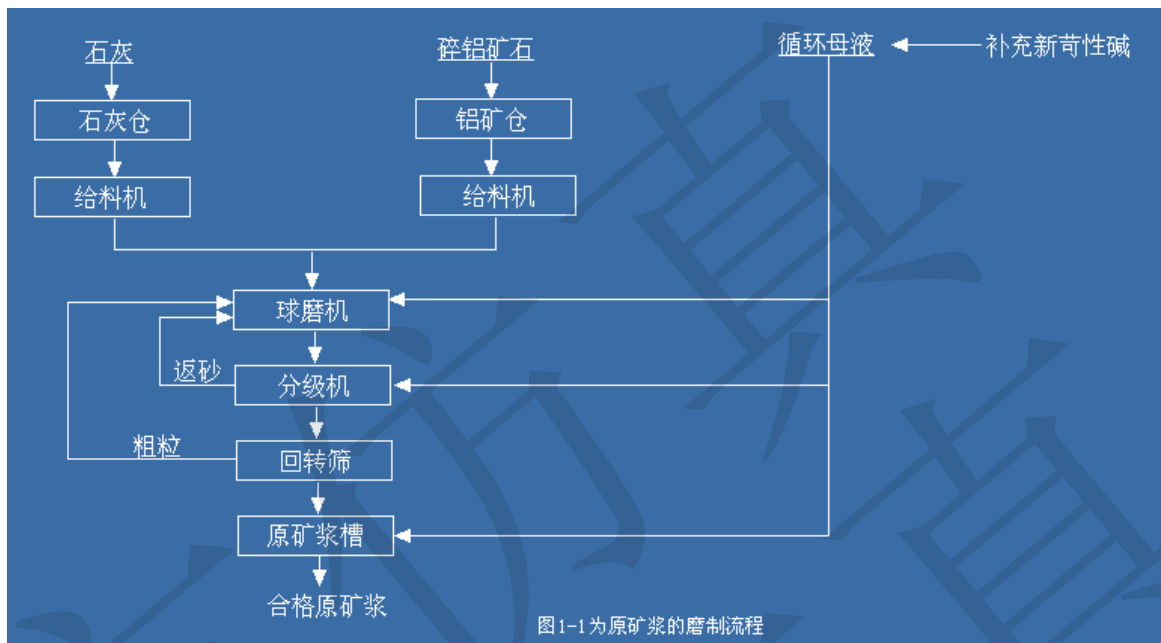 石灰
碎铝矿石
循环母液
补充新苛性碱
石灰仓
铝矿仓
给料机
给料机
球磨机
返砂
分级机
粗粒
回转筛
原矿浆槽
合格原矿浆
图1-1为原矿浆的磨制流程
仿真
真